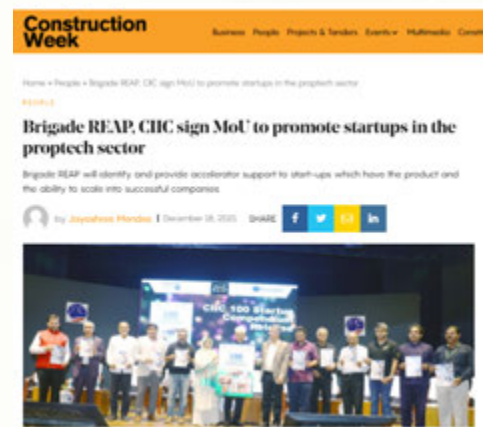 Construction
Week
Business People Projects & Tenders Events Multimedia
Home » People » Brigade REAP, CIIC sign MoU to promote startups in the proptech sector
PEOPLE
Brigade REAP, CIIC sign MoU to promote startups in the
proptech sector
Brigade REAP will identify and provide accelerator support to start-ups which have the product and
the ability to scale into successful companies
by Jayashree Mendes | December 18, 2021 SHARE
CIIC 100 Startup